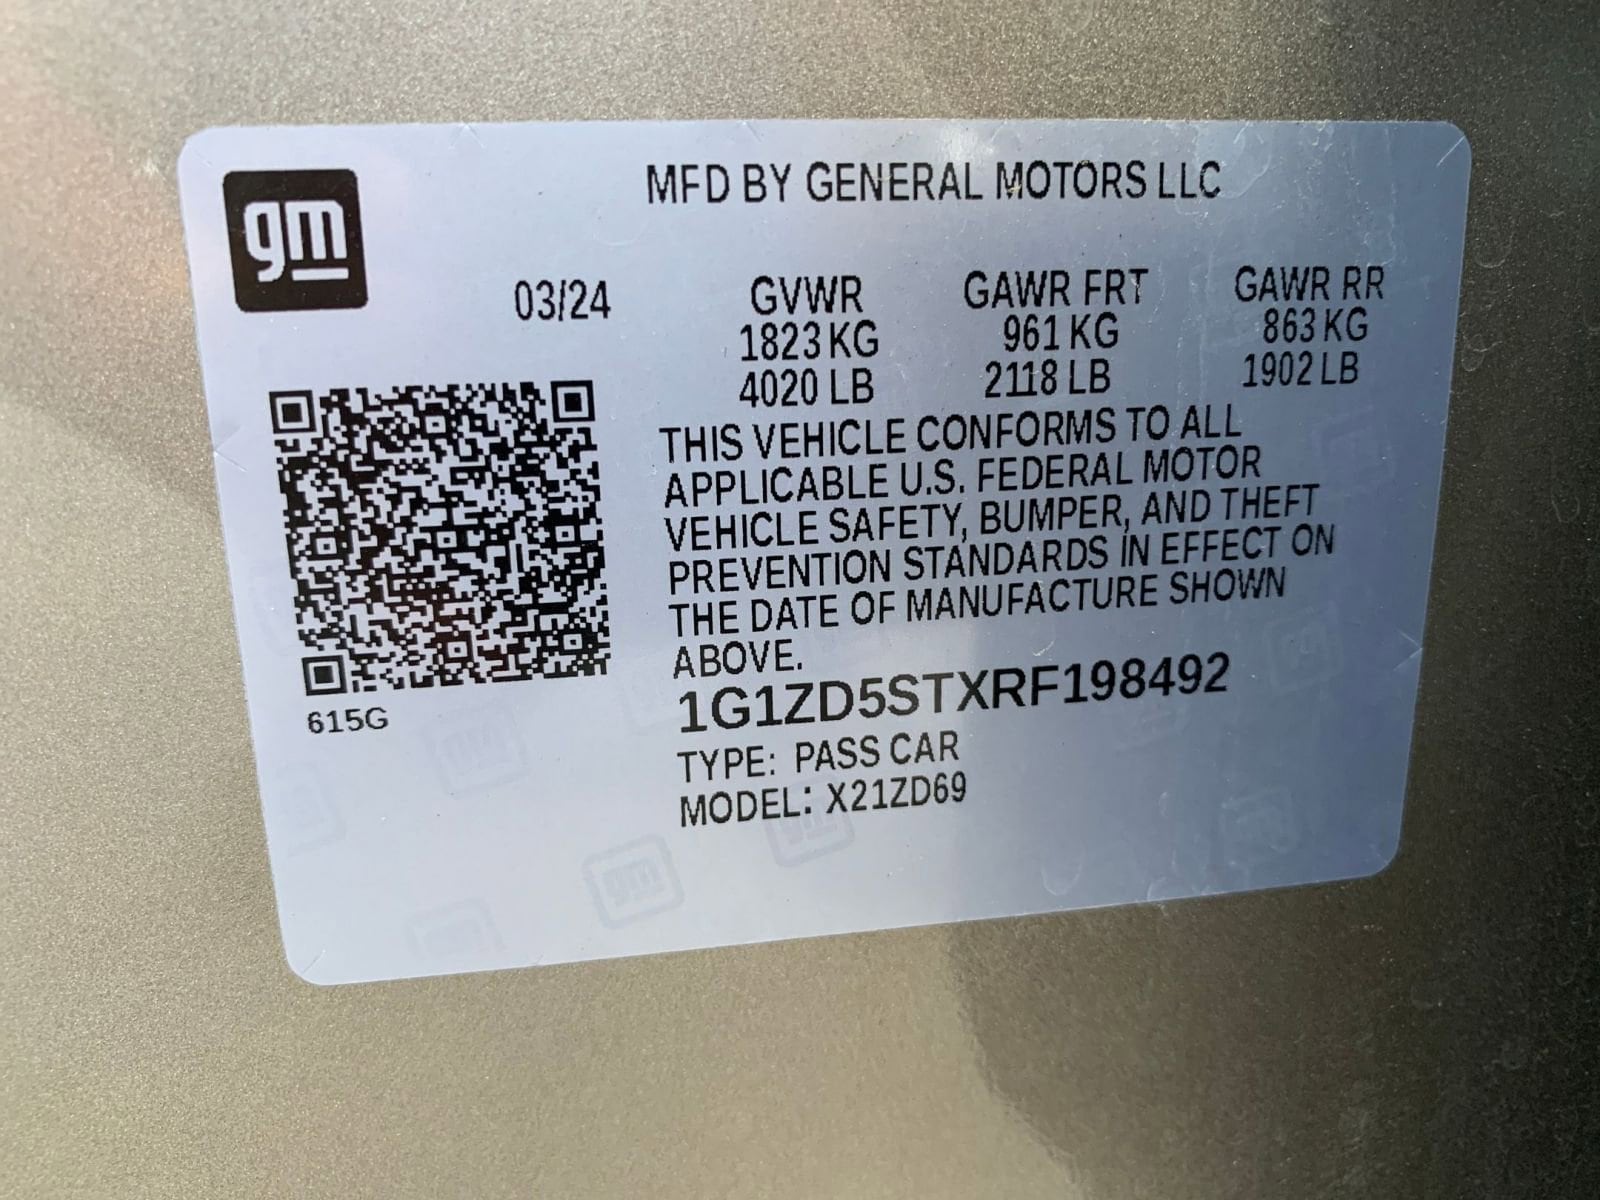 gm
MFD BY GENERAL MOTORS LLC
03/24
GVWR GAWR FRT GAWR RR
1823 KG 961 KG 863 KG
4020 LB 2118 LB 1902 LB
THIS VEHICLE CONFORMS TO ALL
APPLICABLE U.S. FEDERAL MOTOR
VEHICLE SAFETY, BUMPER, AND THEFT
PREVENTION STANDARDS IN EFFECT ON
THE DATE OF MANUFACTURE SHOWN
ABOVE.
1G1ZD5STXRF198492
615G
TYPE: PASS CAR
MODEL: X21ZD69